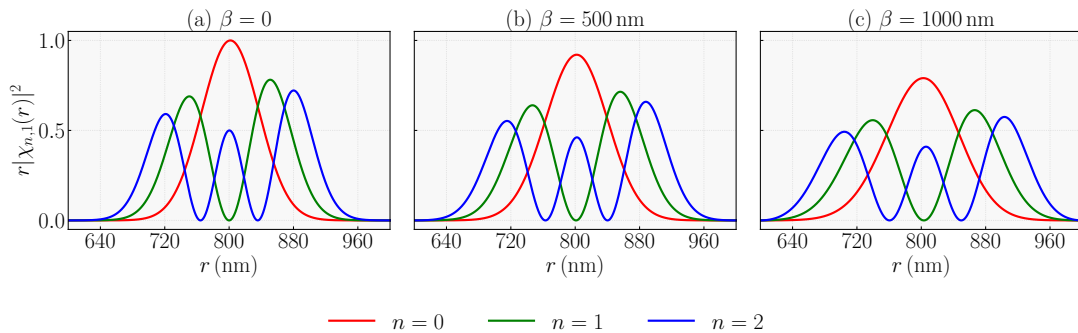 (a) β = 0
(b) β = 500 nm
(c) β = 1000 nm
r|χₙ,₁(r)|²
1.0
0.5
0.0
640 720 800 880 960
640 720 800 880 960
640 720 800 880 960
r (nm)
r (nm)
r (nm)
n = 0
n = 1
n = 2